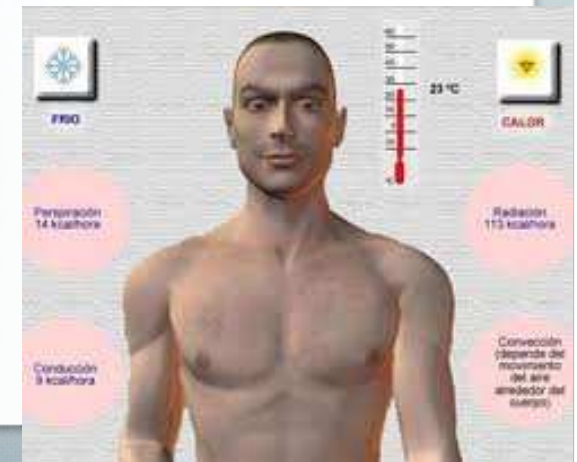 FRIO
23 °C
CALOR
Perspiración
14 kcal/hora
Radiación
113 kcal/hora
Conducción
9 kcal/hora
Convección
(depende del
movimiento
del aire
alrededor del
cuerpo)